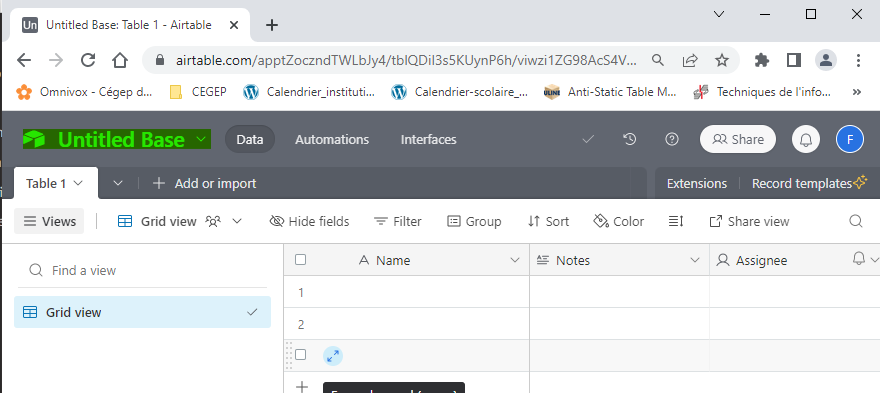 Un Untitled Base: Table 1 - Airtable
airtable.com/apptZoczndTWLbJy4/tblQDiI3s5KUynP6h/viwzi1ZG98AcS4V...
Omnivox - Cégep d... CEGEP Calendrier_instituti... Calendrier-scolaire_... Anti-Static Table M... Techniques de l'info...
Untitled Base Data Automations Interfaces Share F
Table 1 Add or import Extensions Record templates
Views Grid view Hide fields Filter Group Sort Color Share view
Find a view
A Name Notes Assignee
Grid view
1
2